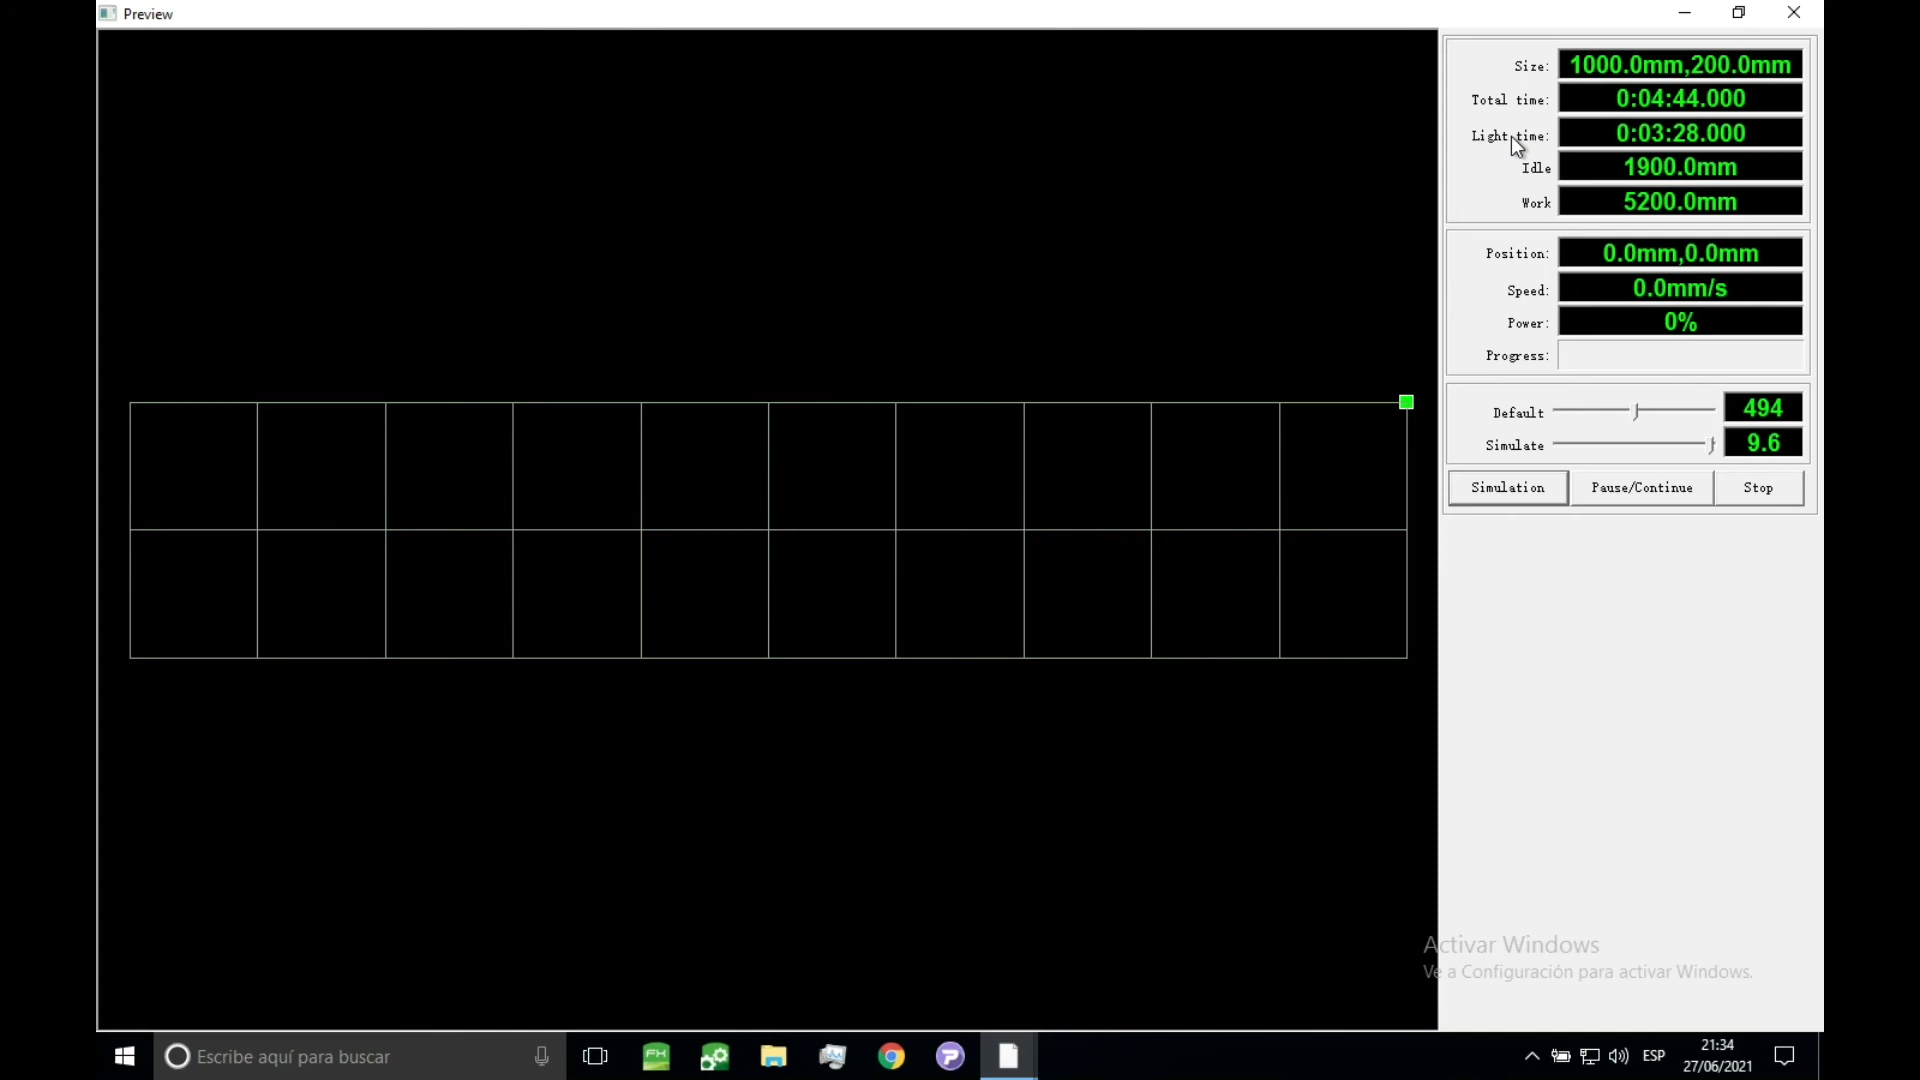 Preview
Size: 1000.0mm,200.0mm
Total time: 0:04:44.000
Light time: 0:03:28.000
Idle 1900.0mm
Work 5200.0mm
Position: 0.0mm,0.0mm
Speed: 0.0mm/s
Power: 0%
Progress:
Default 494
Simulate 9.6
Simulation Pause/Continue Stop
Activar Windows
Ve a Configuración para activar Windows.
Escribe aquí para buscar
FH
P
ESP
21:34
27/06/2021